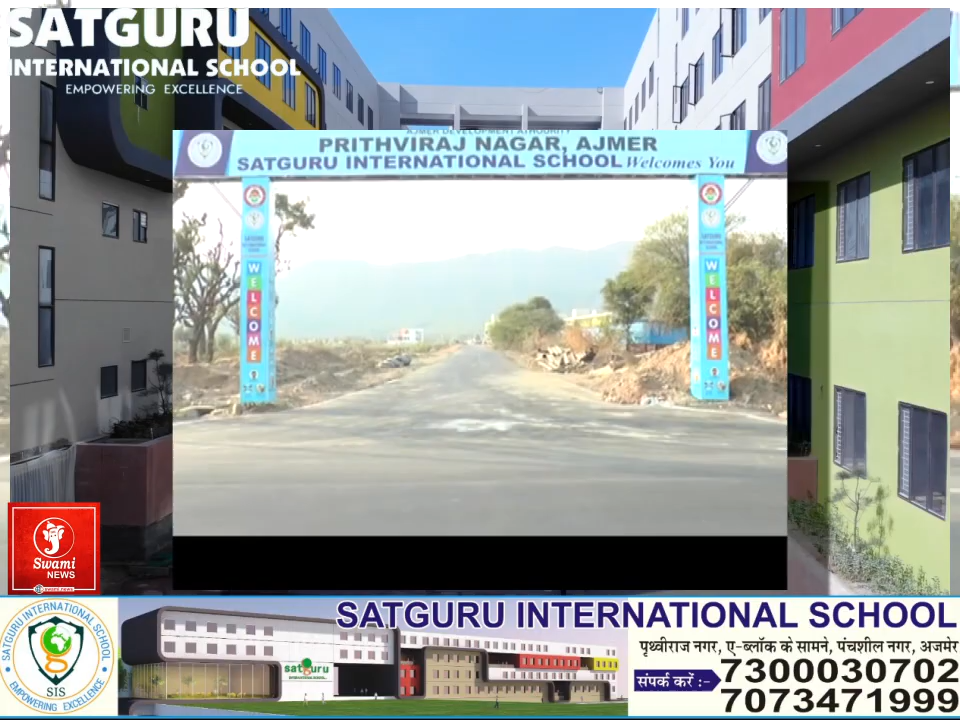 SATGURU
INTERNATIONAL SCHOOL
EMPOWERING EXCELLENCE
AJMER DEVELOPMENT ATHOURITY
PRITHVIRAJ NAGAR, AJMER
SATGURU INTERNATIONAL SCHOOL Welcomes You
WELCOME
WELCOME
Swami
NEWS
SATGURU INTERNATIONAL SCHOOL
SIS
EMPOWERING EXCELLENCE
satguru
SATGURU INTERNATIONAL SCHOOL
पृथ्वीराज नगर, ए-ब्लॉक के सामने, पंचशील नगर, अजमेर
संपर्क करें :-
7300030702
7073471999